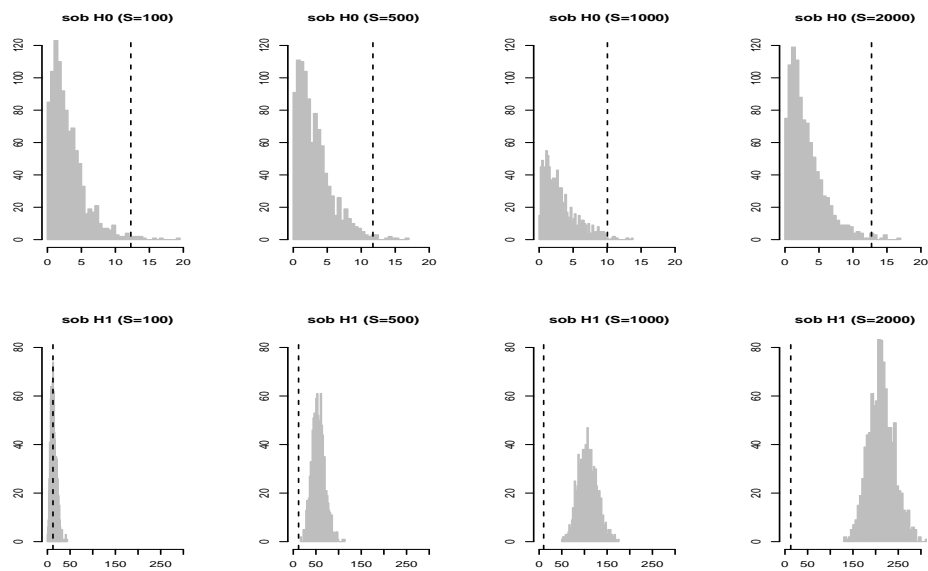 sob H0 (S=100)
sob H0 (S=500)
sob H0 (S=1000)
sob H0 (S=2000)
0 20 40 60 80 100 120
0 20 40 60 80 100 120
0 20 40 60 80 100 120
0 20 40 60 80 100 120
0 5 10 15 20
0 5 10 15 20
0 5 10 15 20
0 5 10 15 20
sob H1 (S=100)
sob H1 (S=500)
sob H1 (S=1000)
sob H1 (S=2000)
0 20 40 60 80
0 20 40 60 80
0 20 40 60 80
0 20 40 60 80
0 50 150 250
0 50 150 250
0 50 150 250
0 50 150 250